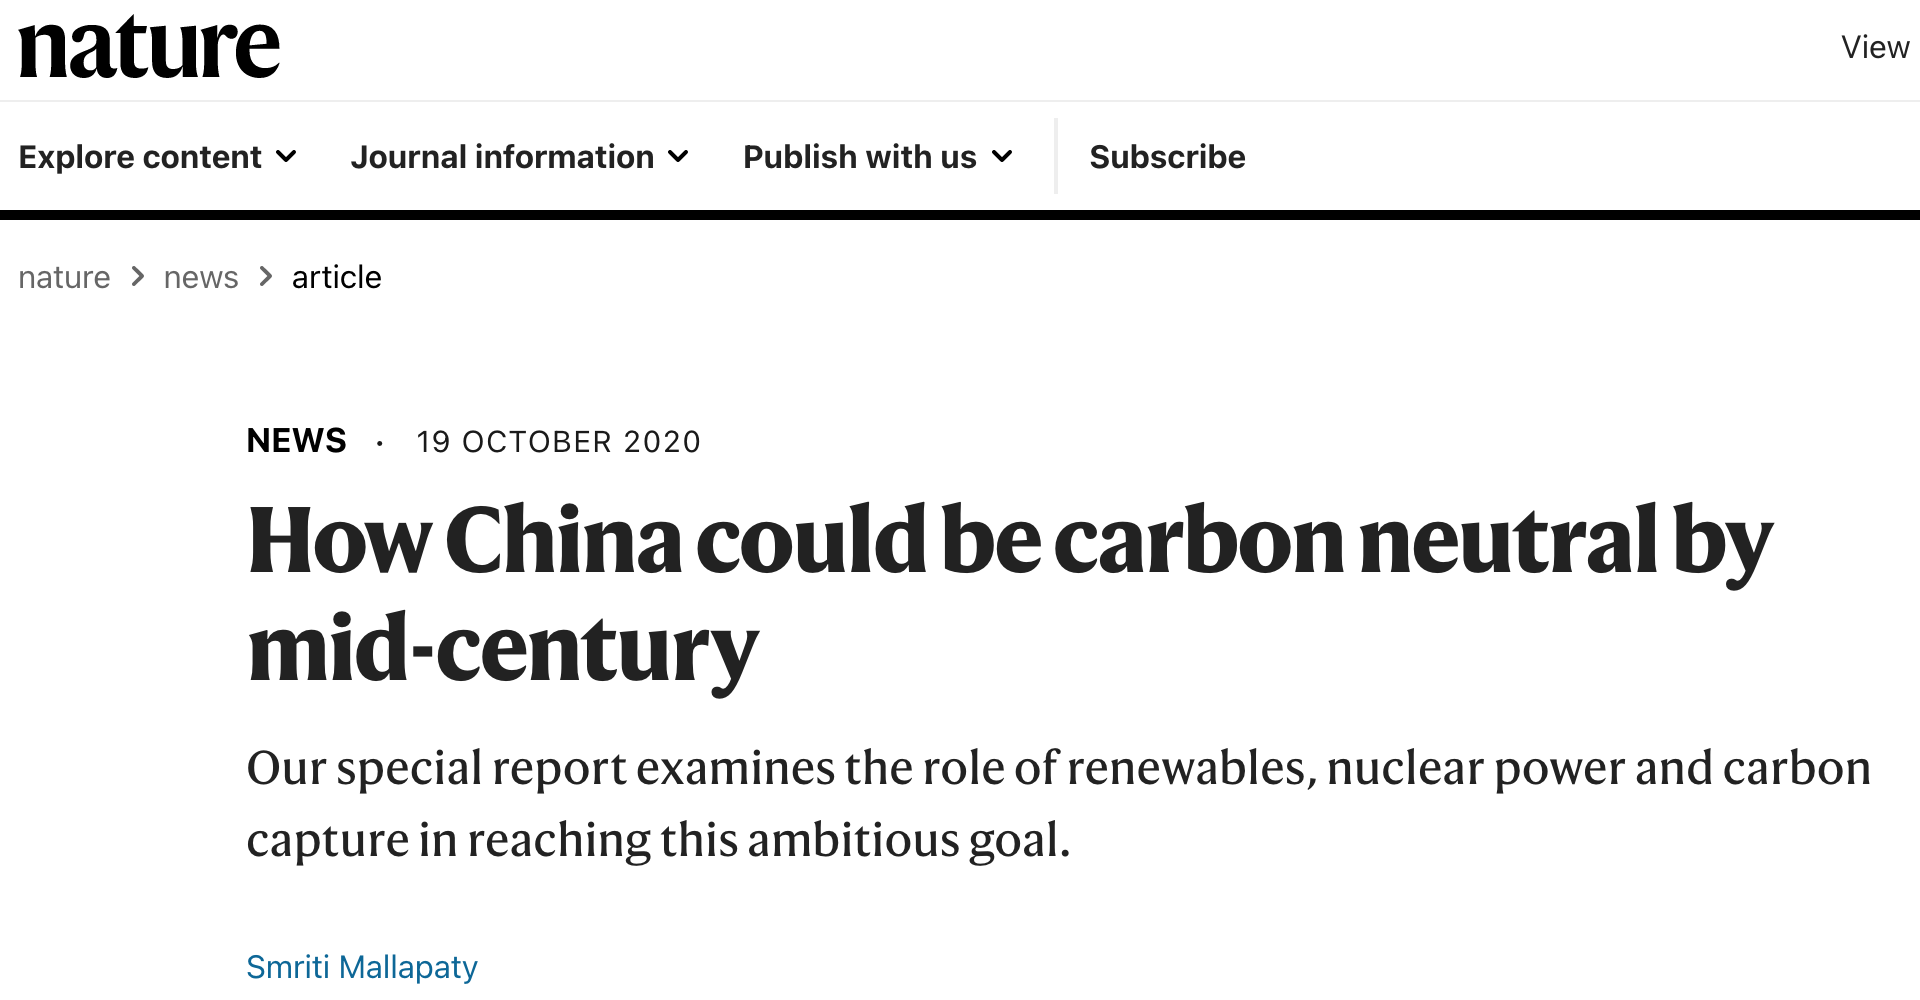 nature
View
Explore content
Journal information
Publish with us
Subscribe
nature > news > article
NEWS · 19 OCTOBER 2020
How China could be carbon neutral by
mid-century
Our special report examines the role of renewables, nuclear power and carbon
capture in reaching this ambitious goal.
Smriti Mallapaty